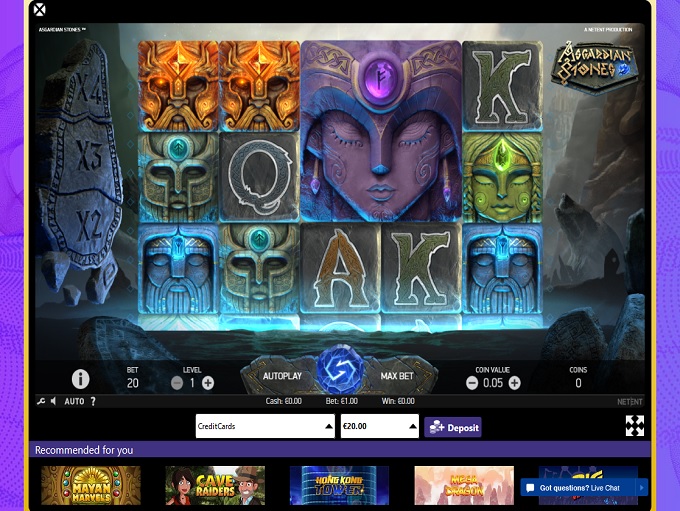 ASGARDIAN STONES ™
A NETENT PRODUCTION
ASGARDIAN
STONES
X4
X3
X2
K
Q
A
K
BET
20
LEVEL
1
AUTOPLAY
MAX BET
COIN VALUE
0.05
COINS
0
AUTO ?
Cash: €0.00 Bet: €1.00 Win: €0.00
NETENT
CreditCards
€20.00
Deposit
Recommended for you
MAYAN
MARVELS
CAVE
RAIDERS
HONG KONG
TOWER
MEGA
DRAGON
BIG
Got questions? Live Chat